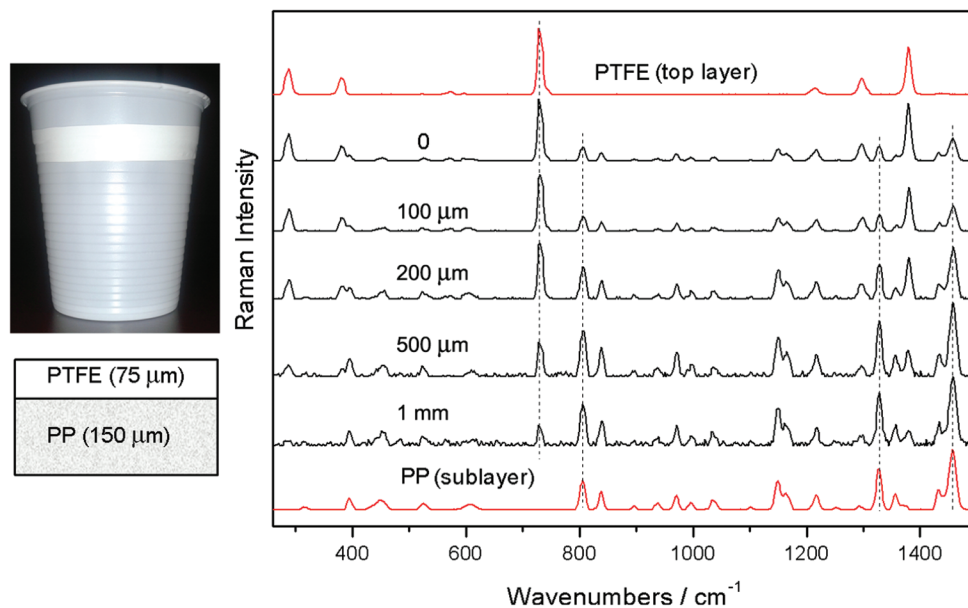 PTFE (75 μm)
PP (150 μm)
Raman Intensity
PTFE (top layer)
0
100 μm
200 μm
500 μm
1 mm
PP (sublayer)
400
600
800
1000
1200
1400
Wavenumbers / cm⁻¹